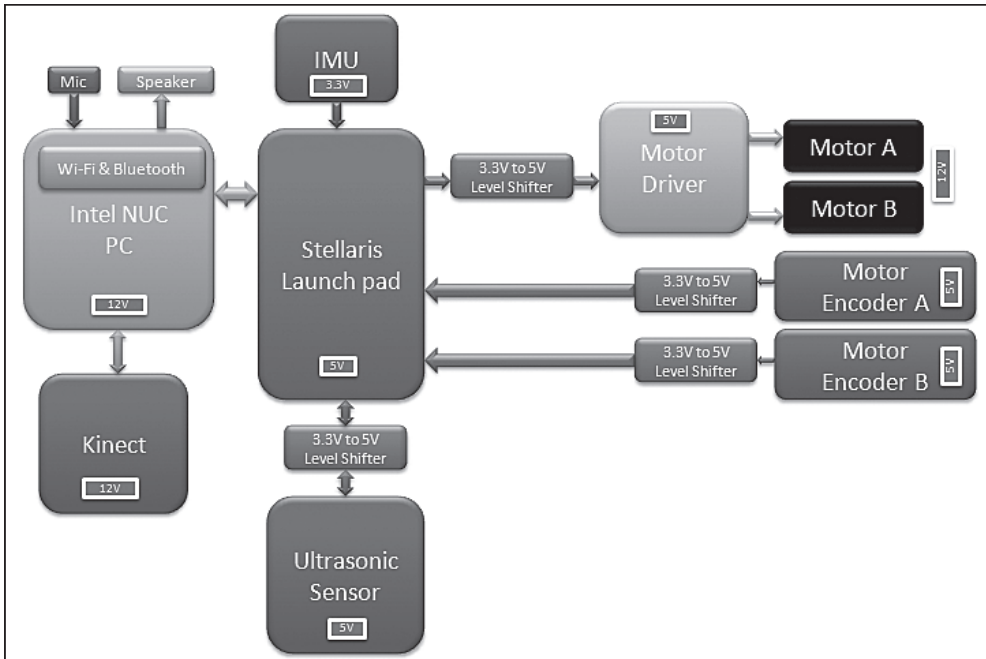 IMU
3.3V
Mic
Speaker
Wi-Fi & Bluetooth
Intel NUC
PC
12V
Stellaris
Launch pad
5V
3.3V to 5V
Level Shifter
5V
Motor
Driver
Motor A
Motor B
12V
3.3V to 5V
Level Shifter
Motor
Encoder A
5V
3.3V to 5V
Level Shifter
Motor
Encoder B
5V
Kinect
12V
3.3V to 5V
Level Shifter
Ultrasonic
Sensor
5V